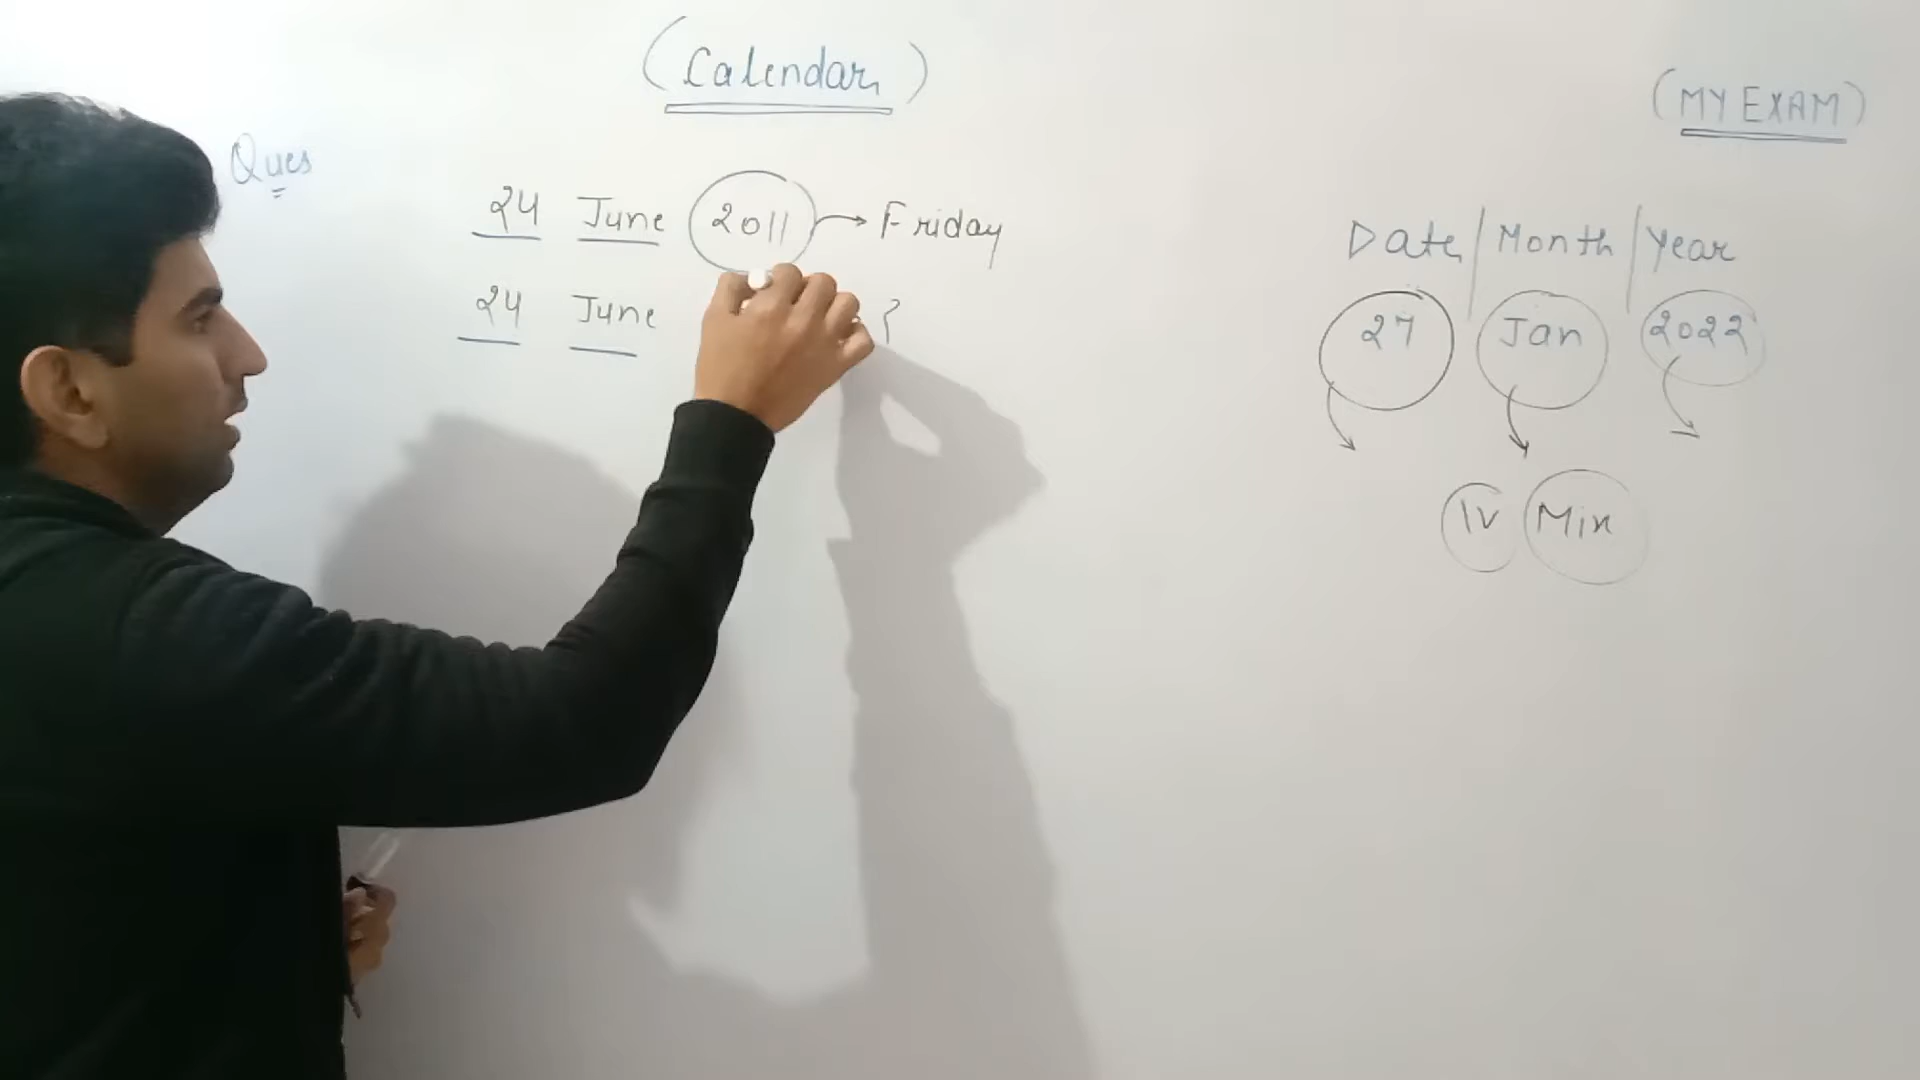 (Calendar)
(MY EXAM)
Ques
24 June 2011 → Friday
24 June ?
Date / Month / Year
27 Jan 2022
IV Mix